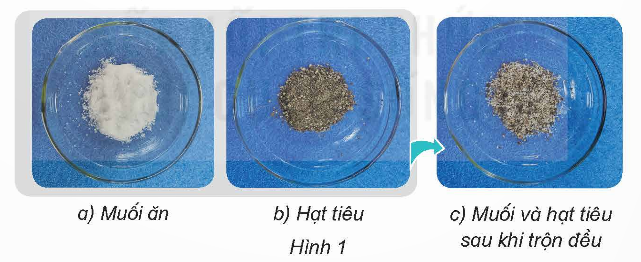 a) Muối ăn
b) Hạt tiêu
c) Muối và hạt tiêu
sau khi trộn đều
Hình 1